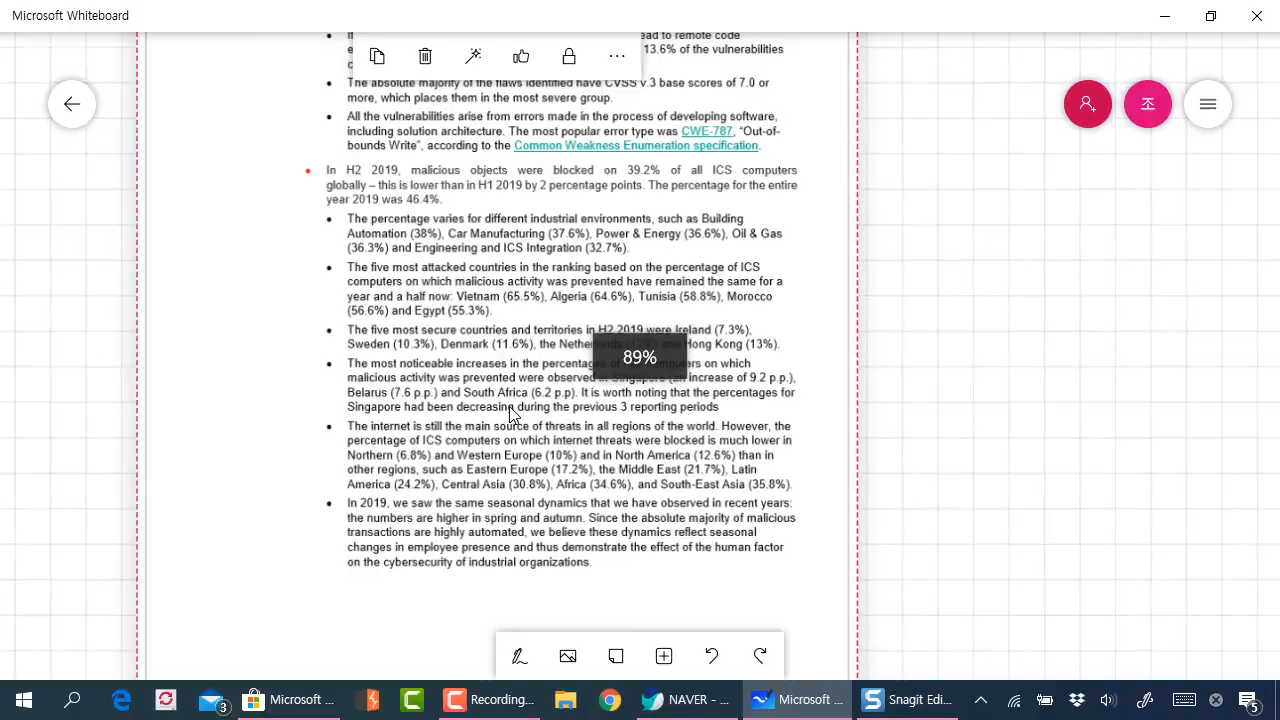 Microsoft Whiteboard
ead to remote code
13.6% of the vulnerabilities
The absolute majority of the flaws identified have CVSS v.3 base scores of 7.0 or
more, which places them in the most severe group.
All the vulnerabilities arise from errors made in the process of developing software,
including solution architecture. The most popular error type was CWE-787, “Out-of-
bounds Write”, according to the Common Weakness Enumeration specification.
In H2 2019, malicious objects were blocked on 39.2% of all ICS computers
globally – this is lower than in H1 2019 by 2 percentage points. The percentage for the entire
year 2019 was 46.4%.
The percentage varies for different industrial environments, such as Building
Automation (38%), Car Manufacturing (37.6%), Power & Energy (36.6%), Oil & Gas
(36.3%) and Engineering and ICS Integration (32.7%).
The five most attacked countries in the ranking based on the percentage of ICS
computers on which malicious activity was prevented have remained the same for a
year and a half now: Vietnam (65.5%), Algeria (64.6%), Tunisia (58.8%), Morocco
(56.6%) and Egypt (55.3%).
The five most secure countries and territories in H2 2019 were Ireland (7.3%),
Sweden (10.3%), Denmark (11.6%), the Netherlands (12%) and Hong Kong (13%).
89%
The most noticeable increases in the percentage of ICS computers on which
malicious activity was prevented were observed in Singapore (an increase of 9.2 p.p.),
Belarus (7.6 p.p.) and South Africa (6.2 p.p). It is worth noting that the percentages for
Singapore had been decreasing during the previous 3 reporting periods
The internet is still the main source of threats in all regions of the world. However, the
percentage of ICS computers on which internet threats were blocked is much lower in
Northern (6.8%) and Western Europe (10%) and in North America (12.6%) than in
other regions, such as Eastern Europe (17.2%), the Middle East (21.7%), Latin
America (24.2%), Central Asia (30.8%), Africa (34.6%), and South-East Asia (35.8%).
In 2019, we saw the same seasonal dynamics that we have observed in recent years:
the numbers are higher in spring and autumn. Since the absolute majority of malicious
transactions are highly automated, we believe these dynamics reflect seasonal
changes in employee presence and thus demonstrate the effect of the human factor
on the cybersecurity of industrial organizations.
조
3
Microsoft ...
Recording...
NAVER - ...
Microsoft ...
Snagit Edi...
5